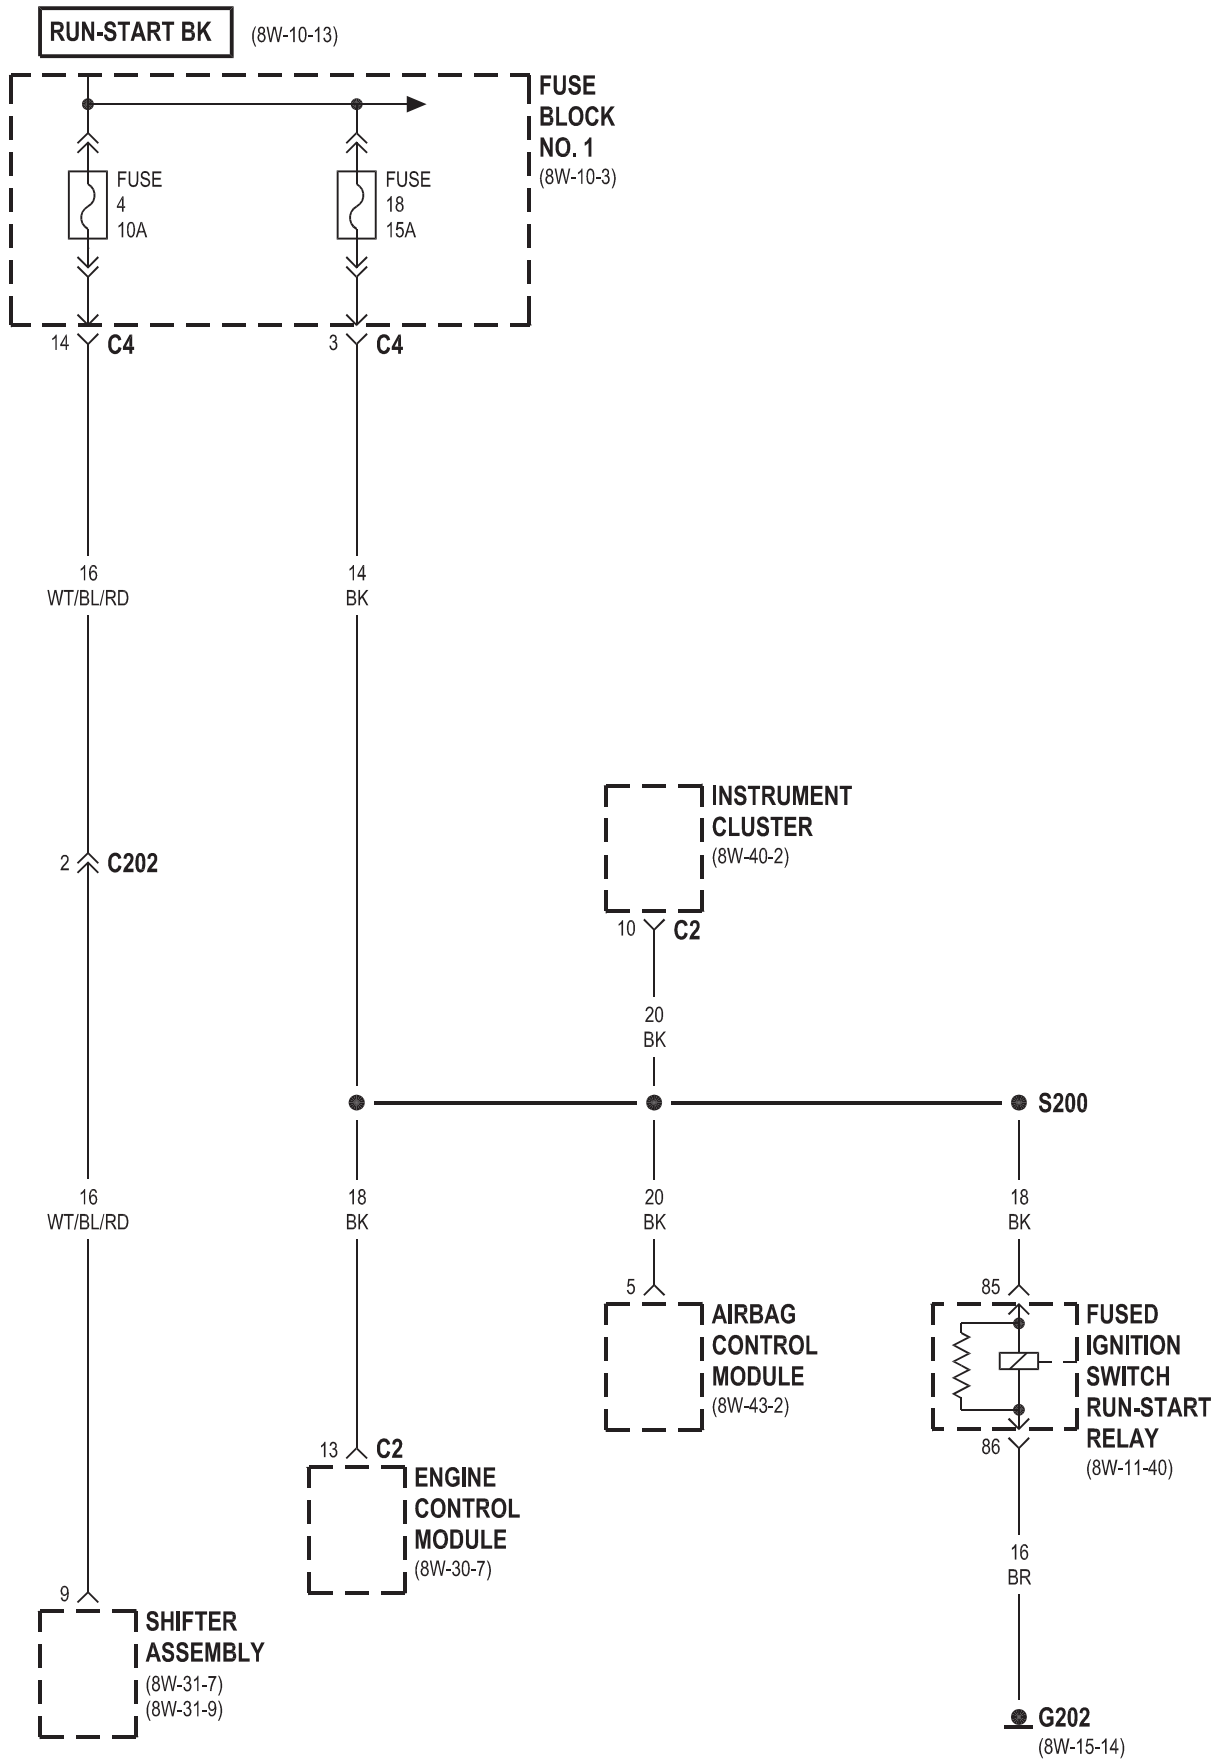 RUN-START BK
(8W-10-13)
FUSE
BLOCK
NO. 1
(8W-10-3)
FUSE
4
10A
FUSE
18
15A
14
C4
3
C4
16
WT/BL/RD
14
BK
INSTRUMENT
CLUSTER
(8W-40-2)
2
C202
10
C2
20
BK
S200
16
WT/BL/RD
18
BK
20
BK
18
BK
5
85
AIRBAG
CONTROL
MODULE
(8W-43-2)
FUSED
IGNITION
SWITCH
RUN-START
RELAY
(8W-11-40)
13
C2
86
ENGINE
CONTROL
MODULE
(8W-30-7)
16
BR
9
SHIFTER
ASSEMBLY
(8W-31-7)
(8W-31-9)
G202
(8W-15-14)